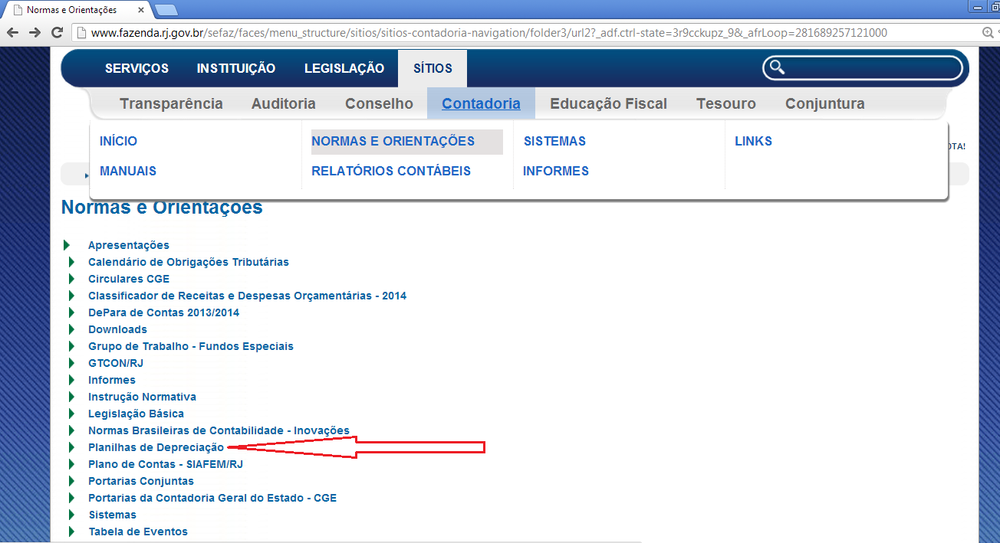 Normas e Orientações
www.fazenda.rj.gov.br/sefaz/faces/menu_structure/sitios/sitios-contadoria-navigation/folder3/url2?_adf.ctrl-state=3r9cckupz_9&_afrLoop=281689257121000
SERVIÇOS INSTITUIÇÃO LEGISLAÇÃO SÍTIOS
Transparência Auditoria Conselho Contadoria Educação Fiscal Tesouro Conjuntura
INÍCIO NORMAS E ORIENTAÇÕES SISTEMAS LINKS
MANUAIS RELATÓRIOS CONTÁBEIS INFORMES
Normas e Orientações
Apresentações
Calendário de Obrigações Tributárias
Circulares CGE
Classificador de Receitas e Despesas Orçamentárias - 2014
DePara de Contas 2013/2014
Downloads
Grupo de Trabalho - Fundos Especiais
GTCON/RJ
Informes
Instrução Normativa
Legislação Básica
Normas Brasileiras de Contabilidade - Inovações
Planilhas de Depreciação
Plano de Contas - SIAFEM/RJ
Portarias Conjuntas
Portarias da Contadoria Geral do Estado - CGE
Sistemas
Tabela de Eventos